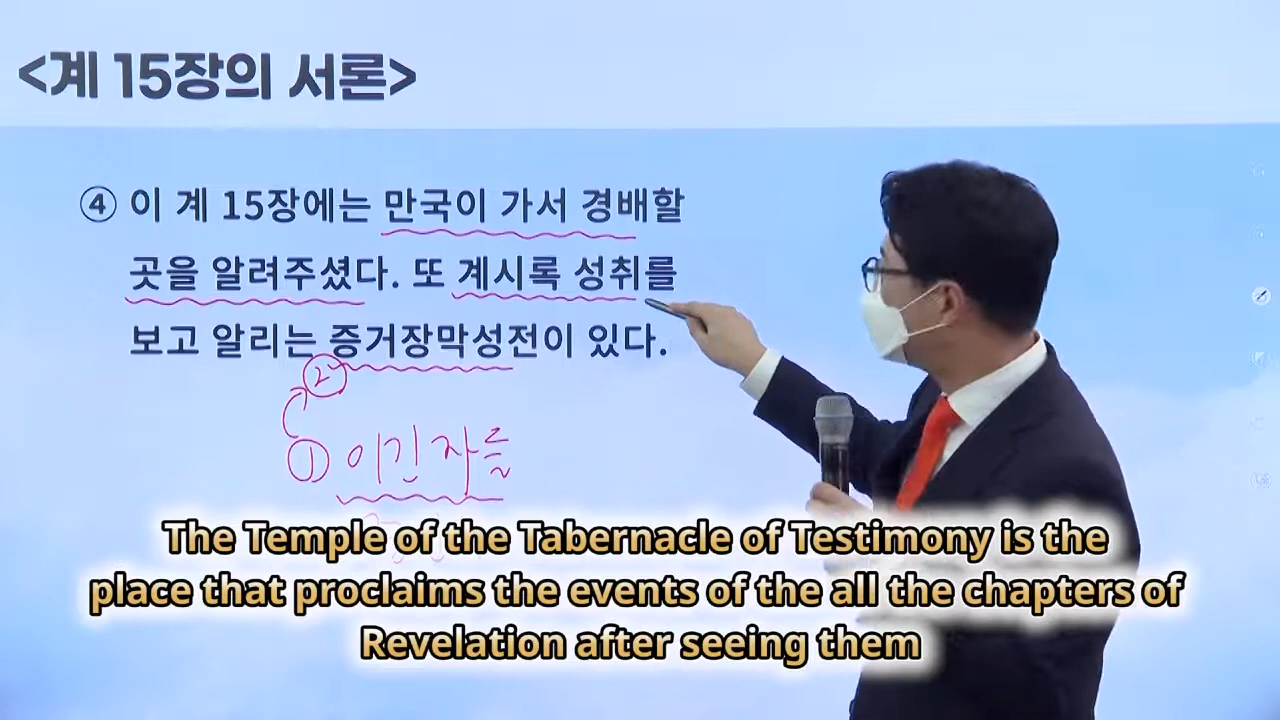 <계 15장의 서론>
④ 이 계 15장에는 만국이 가서 경배할
곳을 알려주셨다. 또 계시록 성취를
보고 알리는 증거장막성전이 있다.
②
① 이긴자들
The Temple of the Tabernacle of Testimony is the
place that proclaims the events of the all the chapters of
Revelation after seeing them